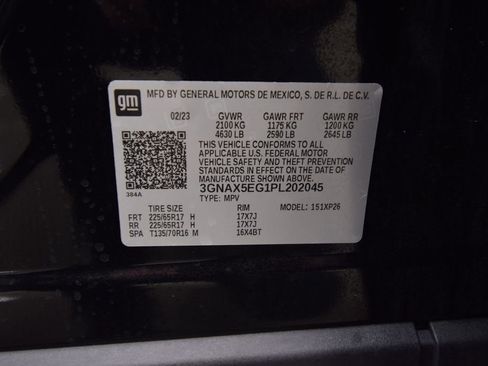 gm
MFD BY GENERAL MOTORS DE MEXICO, S. DE R.L. DE C.V.
02/23 GVWR GAWR FRT GAWR RR
2100 KG 1175 KG 1200 KG
4630 LB 2590 LB 2645 LB
THIS VEHICLE CONFORMS TO ALL
APPLICABLE U.S. FEDERAL MOTOR
VEHICLE SAFETY AND THEFT PREVENTION
STANDARDS IN EFFECT ON THE DATE OF
MANUFACTURE SHOWN ABOVE.
384A
3GNAX5EG1PL202045
TYPE: MPV
TIRE SIZE RIM MODEL: 151XP26
FRT 225/65R17 H 17X7J
RR 225/65R17 H 17X7J
SPA T135/70R16 M 16X4BT